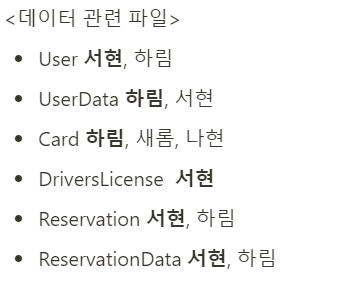 <데이터 관련 파일>
• User 서현, 하림
• UserData 하림, 서현
• Card 하림, 새롬, 나현
• DriversLicense 서현
• Reservation 서현, 하림
• ReservationData 서현, 하림